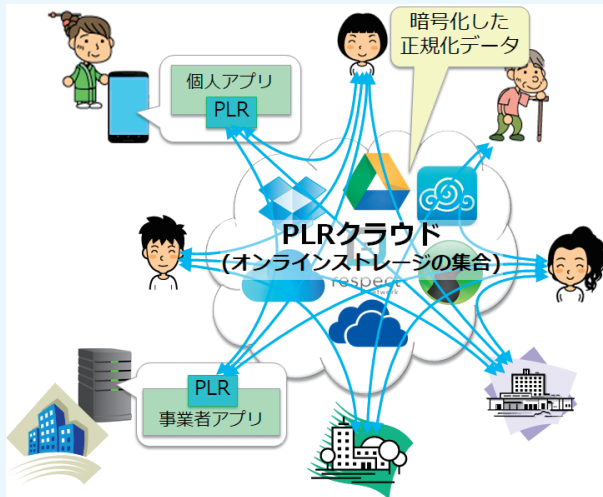 暗号化した
正規化データ
個人アプリ
PLR
PLRクラウド
(オンラインストレージの集合)
respect
network
PLR
事業者アプリ